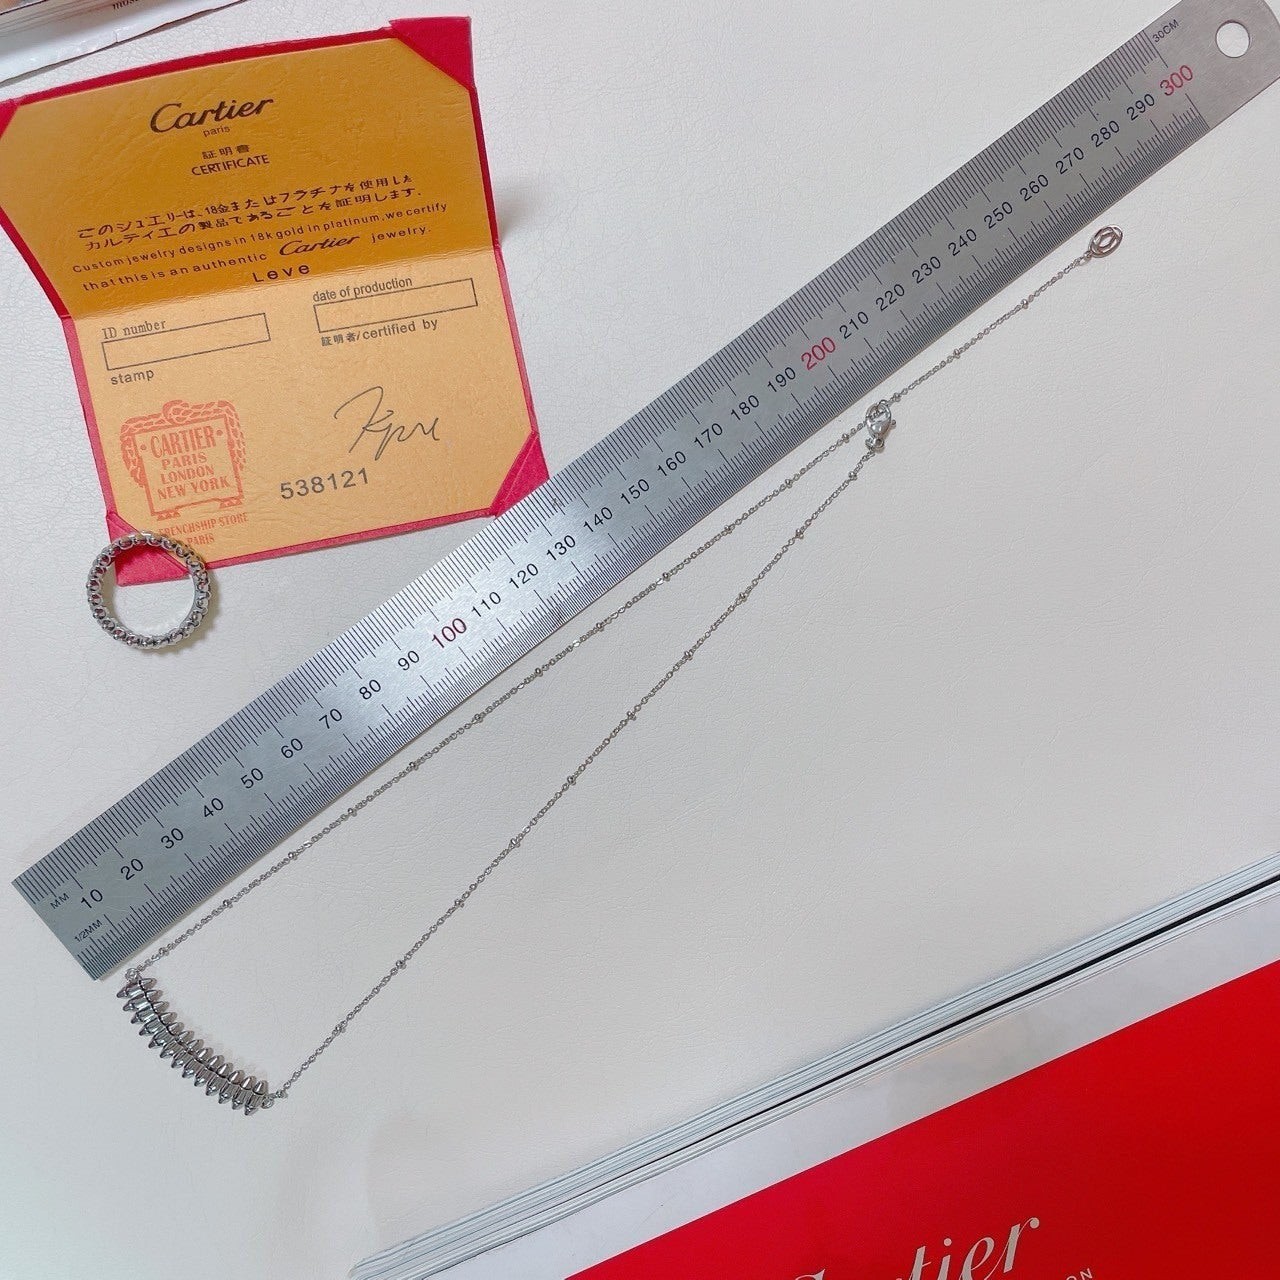 Cartier
paris
証明書
CERTIFICATE
このジュエリーは、18金またはプラチナを使用した
カルティエの製品であることを証明します.
Custom jewelry designs in 18k gold in platinum, we certify
that this is an authentic Cartier jewelry.
Leve
ID number
date of production
証明者/certified by
stamp
CARTIER
PARIS
LONDON
NEW YORK
FRENCHSHIP STORE
PARIS
538121
MM 10 20 30 40 50 60 70 80 90 100 110 120 130 140 150 160 170 180 190 200 210 220 230 240 250 260 270 280 290 300
30CM
1/2MM
Cartier